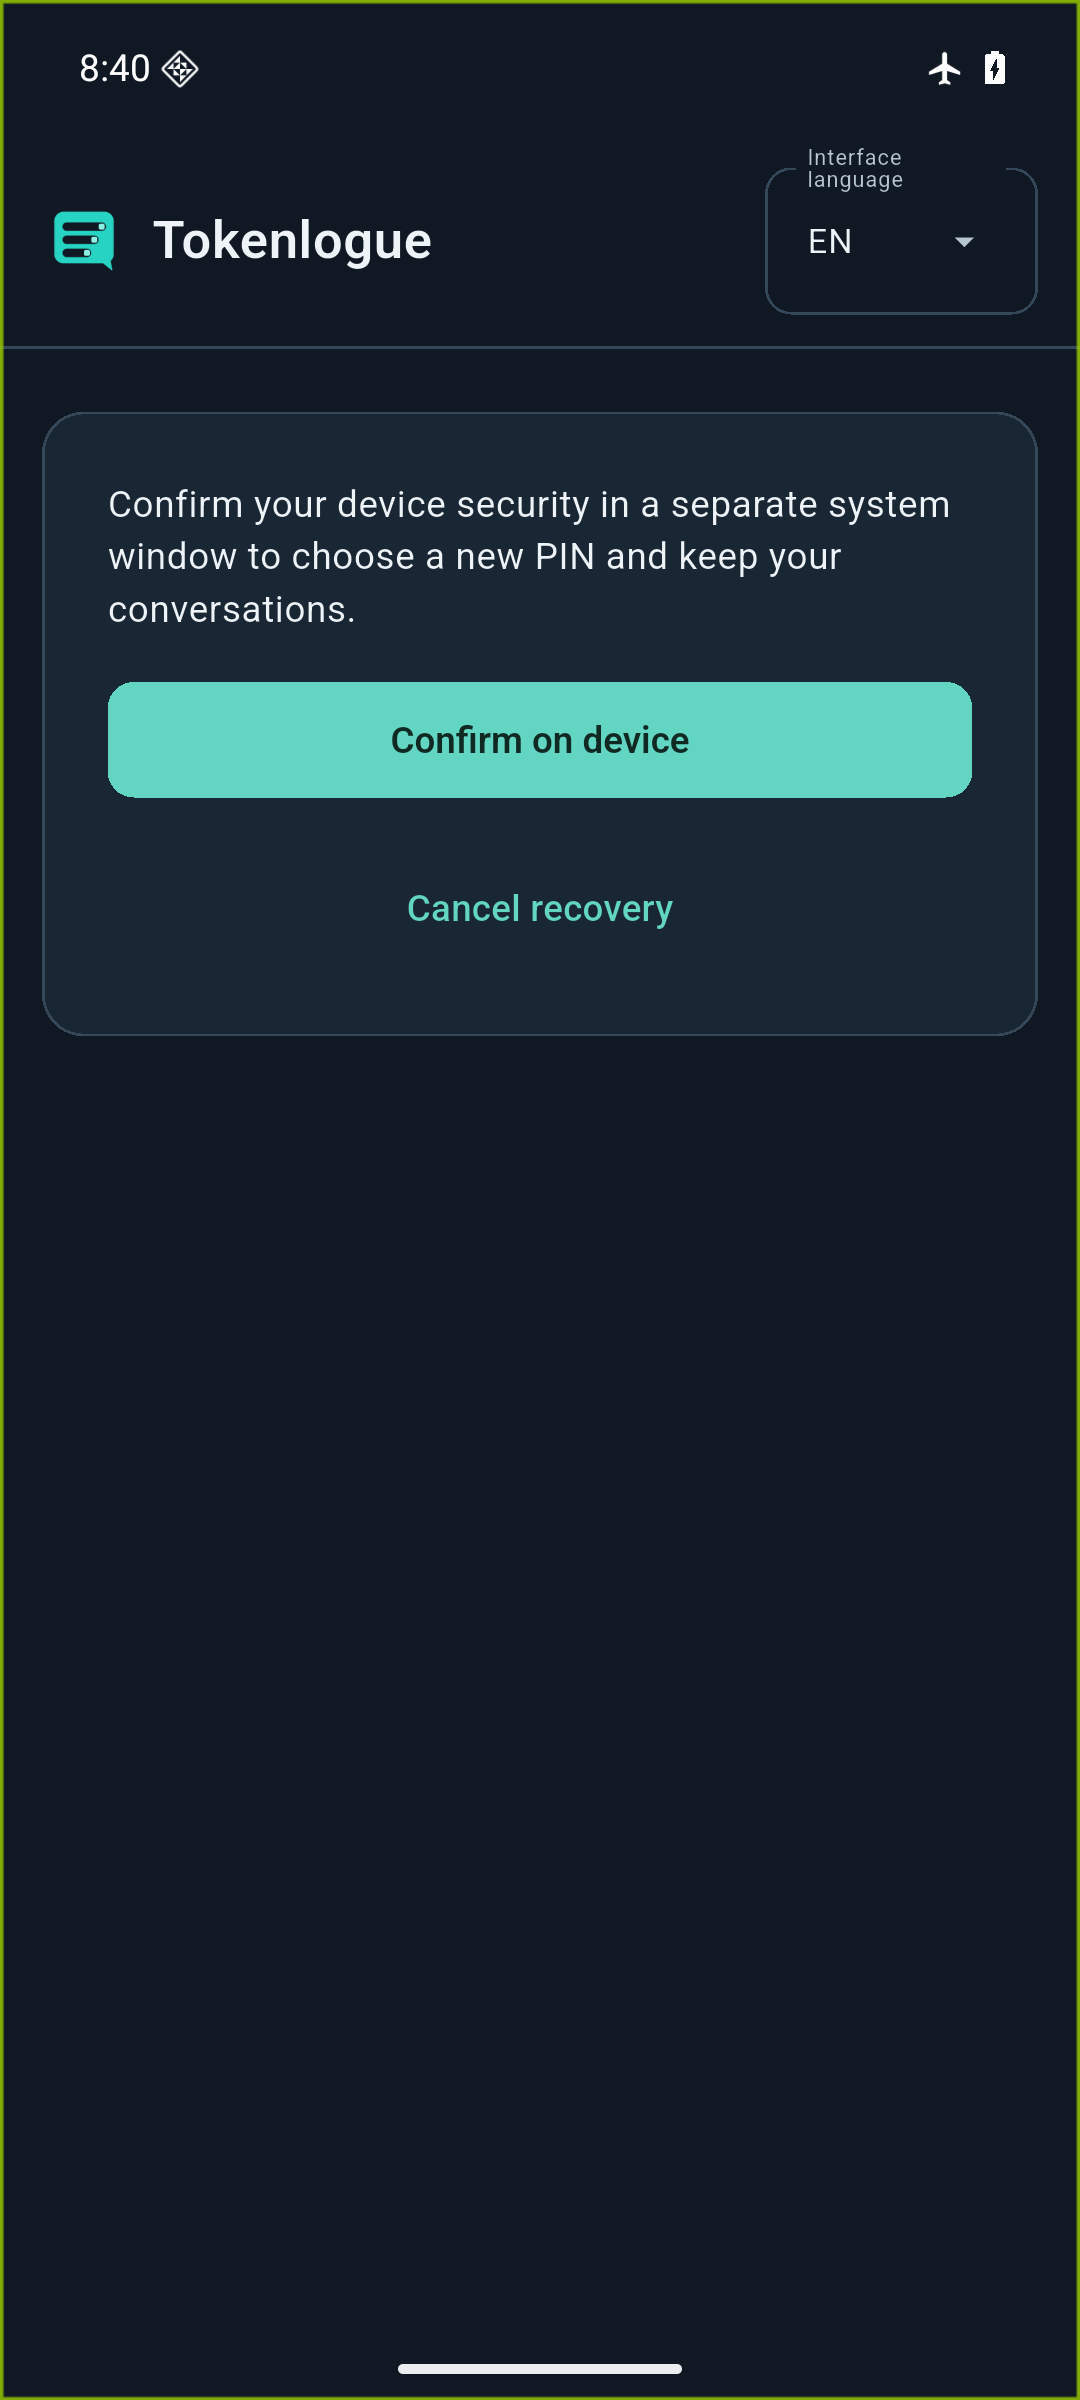 8:40
Interface
language
Tokenlogue
EN
Confirm your device security in a separate system
window to choose a new PIN and keep your
conversations.
Confirm on device
Cancel recovery